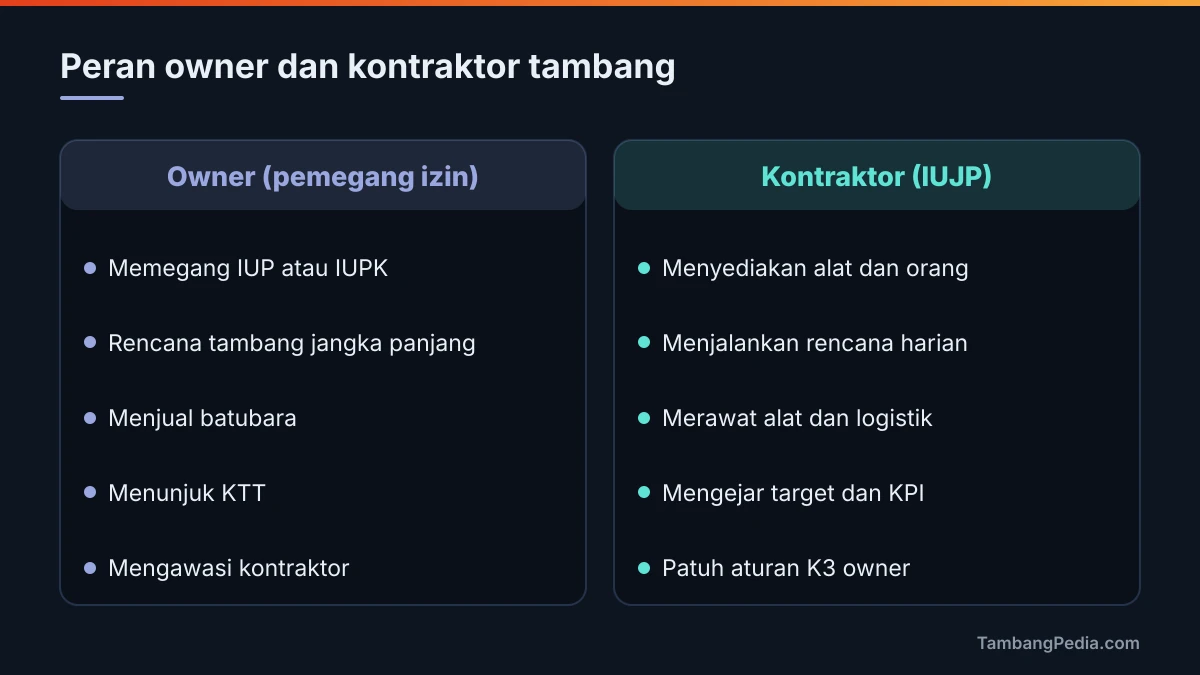 Peran owner dan kontraktor tambang
Owner (pemegang izin)
Memegang IUP atau IUPK
Rencana tambang jangka panjang
Menjual batubara
Menunjuk KTT
Mengawasi kontraktor
Kontraktor (IUJP)
Menyediakan alat dan orang
Menjalankan rencana harian
Merawat alat dan logistik
Mengejar target dan KPI
Patuh aturan K3 owner
TambangPedia.com